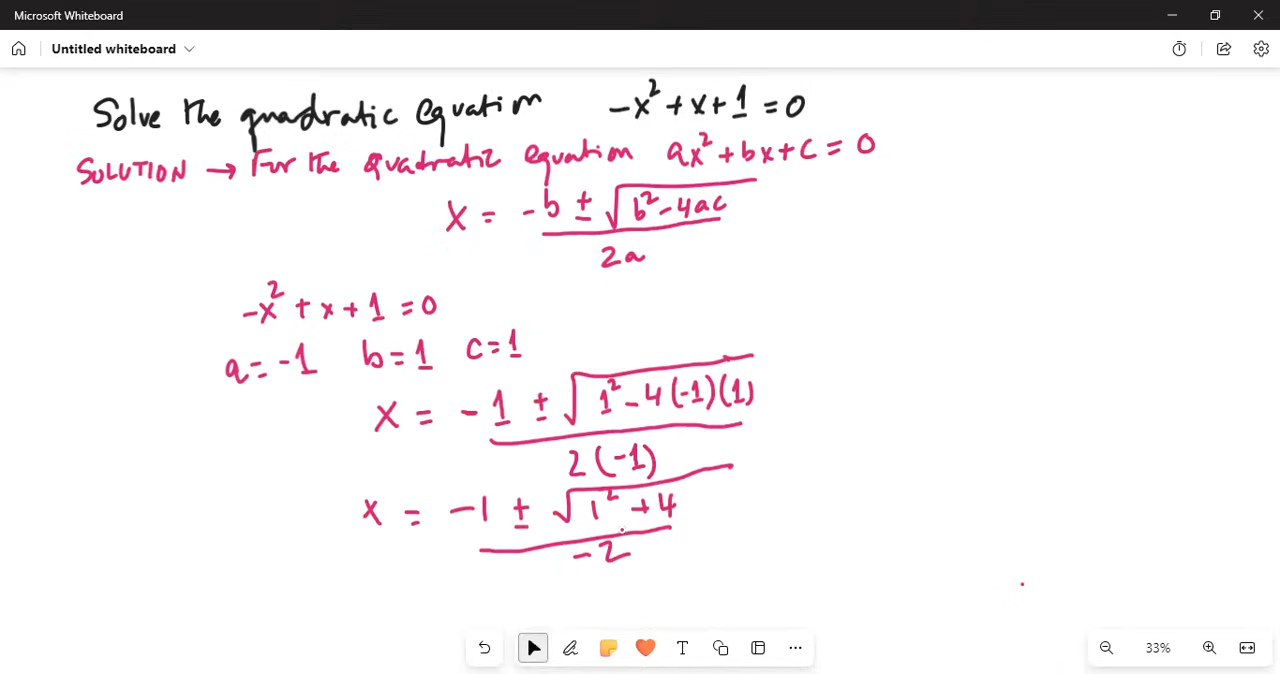 Microsoft Whiteboard
Untitled whiteboard
Solve the quadratic equation -x² + x + 1 = 0
SOLUTION → For the quadratic equation ax² + bx + c = 0
x = -b ± √b² - 4ac
2a
-x² + x + 1 = 0
a = -1 b = 1 c = 1
x = -1 ± √1² - 4(-1)(1)
2(-1)
x = -1 ± √1² + 4
-2
T
33%